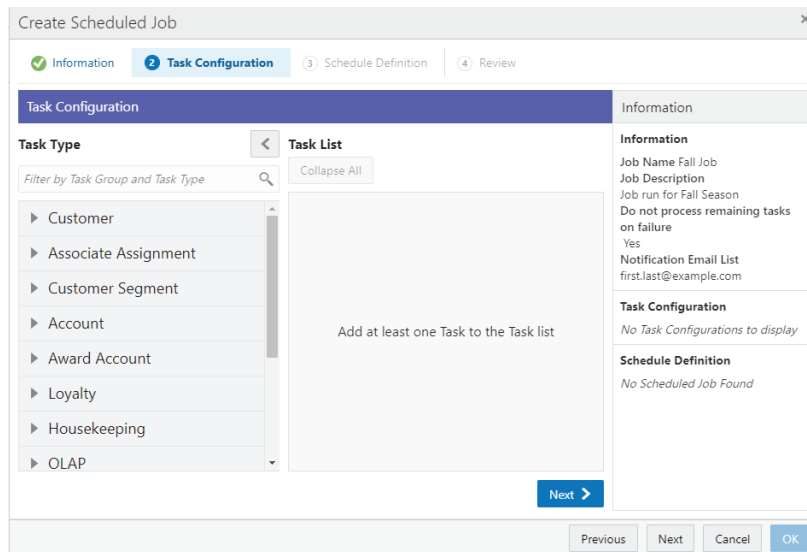 Create Scheduled Job
Information
2 Task Configuration
3 Schedule Definition
4 Review
Task Configuration
Task Type
Filter by Task Group and Task Type
Customer
Associate Assignment
Customer Segment
Account
Award Account
Loyalty
Housekeeping
OLAP
Task List
Collapse All
Add at least one Task to the Task list
Next
Information
Information
Job Name Fall Job
Job Description
Job run for Fall Season
Do not process remaining tasks
on failure
Yes
Notification Email List
first.last@example.com
Task Configuration
No Task Configurations to display
Schedule Definition
No Scheduled Job Found
Previous
Next
Cancel
OK